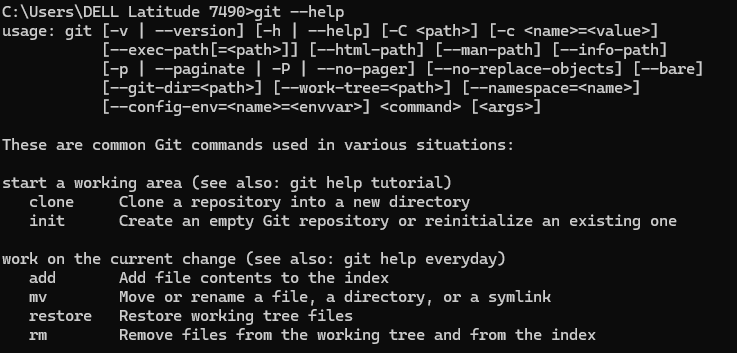 C:\Users\DELL Latitude 7490>git --help
usage: git [-v | --version] [-h | --help] [-C <path>] [-c <name>=<value>]
           [--exec-path[=<path>]] [--html-path] [--man-path] [--info-path]
           [-p | --paginate | -P | --no-pager] [--no-replace-objects] [--bare]
           [--git-dir=<path>] [--work-tree=<path>] [--namespace=<name>]
           [--config-env=<name>=<envvar>] <command> [<args>]

These are common Git commands used in various situations:

start a working area (see also: git help tutorial)
   clone     Clone a repository into a new directory
   init      Create an empty Git repository or reinitialize an existing one

work on the current change (see also: git help everyday)
   add       Add file contents to the index
   mv        Move or rename a file, a directory, or a symlink
   restore   Restore working tree files
   rm        Remove files from the working tree and from the index